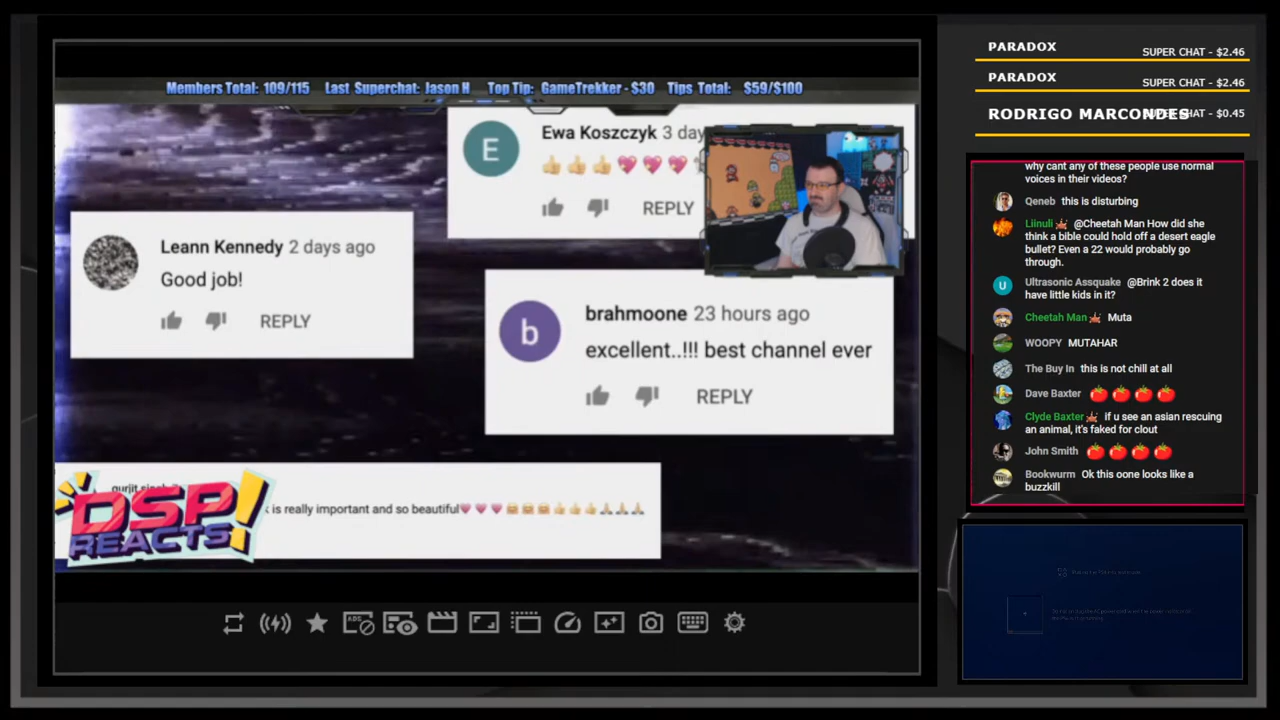 Members Total: 109/115 Last Superchat: Jason H Top Tip: GameTrekker - $30 Tips Total: $59/$100
Ewa Koszczyk 3 day
REPLY
Leann Kennedy 2 days ago
Good job!
REPLY
brahmoone 23 hours ago
excellent..!!! best channel ever
REPLY
is really important and so beautiful💗💗💗😊😊😊👍👍👍🙏🙏🙏
DSP
REACTS!
ADS
PARADOX SUPER CHAT - $2.46
PARADOX SUPER CHAT - $2.46
RODRIGO MARCONDES CHAT - $0.45
why cant any of these people use normal
voices in their videos?
Qeneb this is disturbing
Liinuli @Cheetah Man How did she
think a bible could hold off a desert eagle
bullet? Even a 22 would probably go
through.
U Ultrasonic Assquake @Brink 2 does it
have little kids in it?
Cheetah Man Muta
WOOPY MUTAHAR
The Buy In this is not chill at all
Dave Baxter 🍅🍅🍅🍅
Clyde Baxter if u see an asian rescuing
an animal, it's faked for clout
John Smith 🍅🍅🍅🍅
Bookwurm Ok this oone looks like a
buzzkill